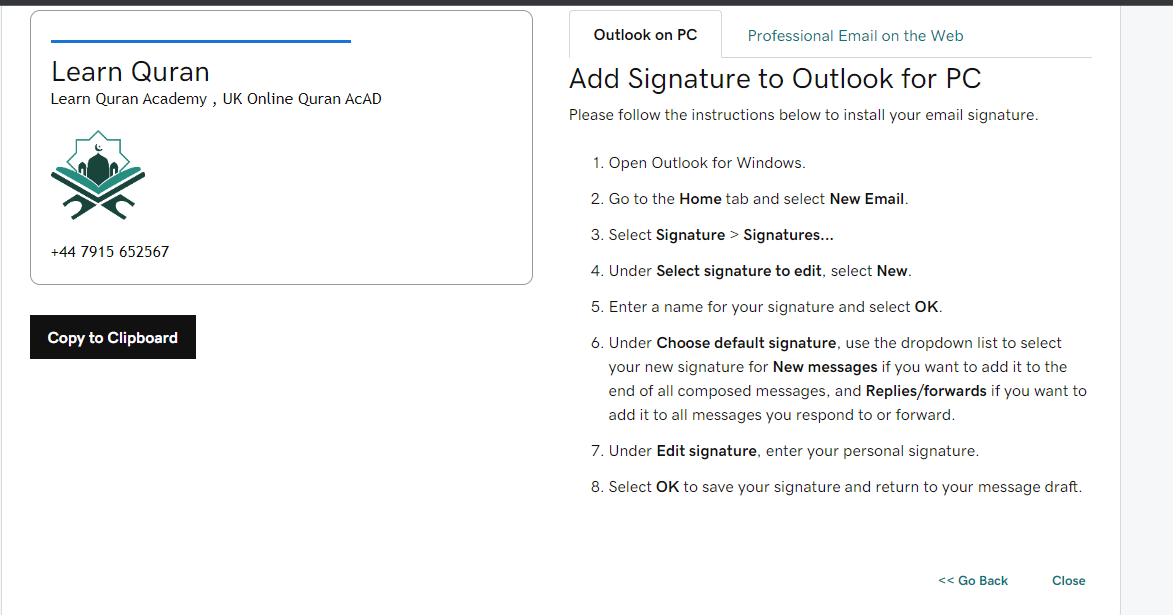 Learn Quran
Learn Quran Academy , UK Online Quran AcAD
+44 7915 652567
Copy to Clipboard
Outlook on PC
Professional Email on the Web
Add Signature to Outlook for PC
Please follow the instructions below to install your email signature.
1. Open Outlook for Windows.
2. Go to the Home tab and select New Email.
3. Select Signature > Signatures...
4. Under Select signature to edit, select New.
5. Enter a name for your signature and select OK.
6. Under Choose default signature, use the dropdown list to select
your new signature for New messages if you want to add it to the
end of all composed messages, and Replies/forwards if you want to
add it to all messages you respond to or forward.
7. Under Edit signature, enter your personal signature.
8. Select OK to save your signature and return to your message draft.
<< Go Back
Close